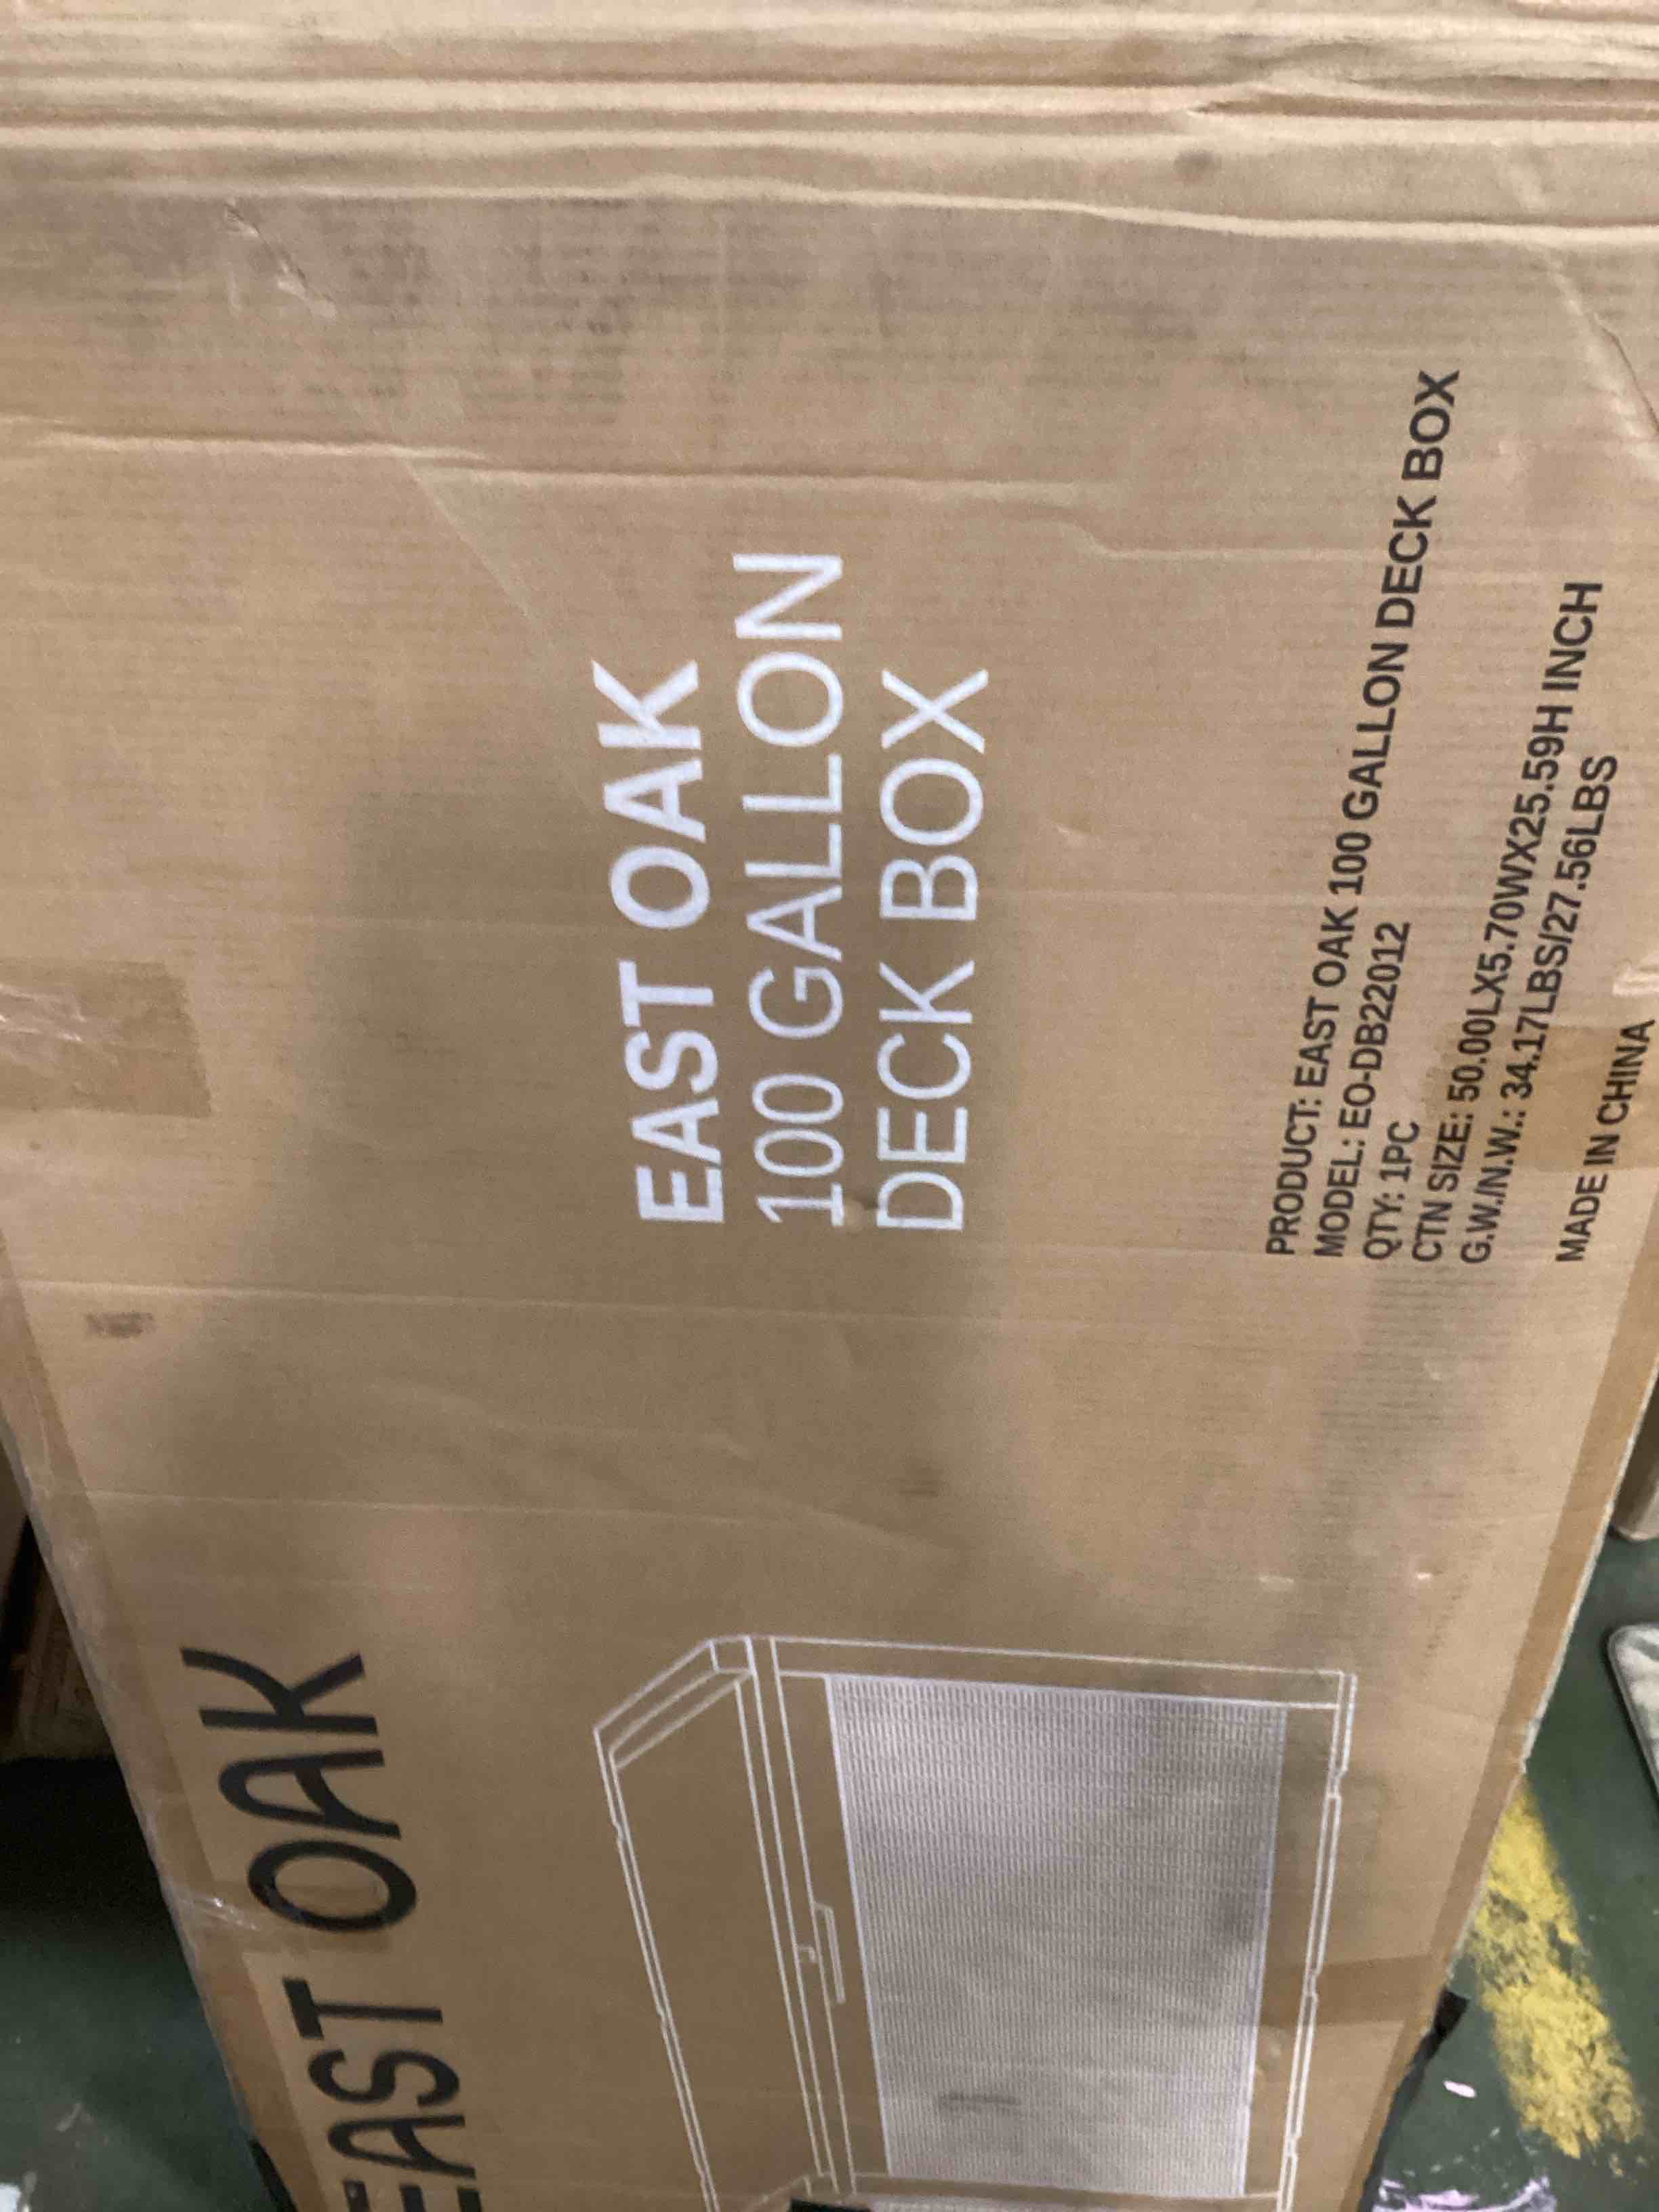 EAST OAK
EAST OAK
100 GALLON
DECK BOX
PRODUCT: EAST OAK 100 GALLON DECK BOX
MODEL: EO-DB22012
QTY: 1PC
CTN SIZE: 50.00LX5.70WX25.59H INCH
G.W./N.W.: 34.17LBS/27.56LBS
MADE IN CHINA